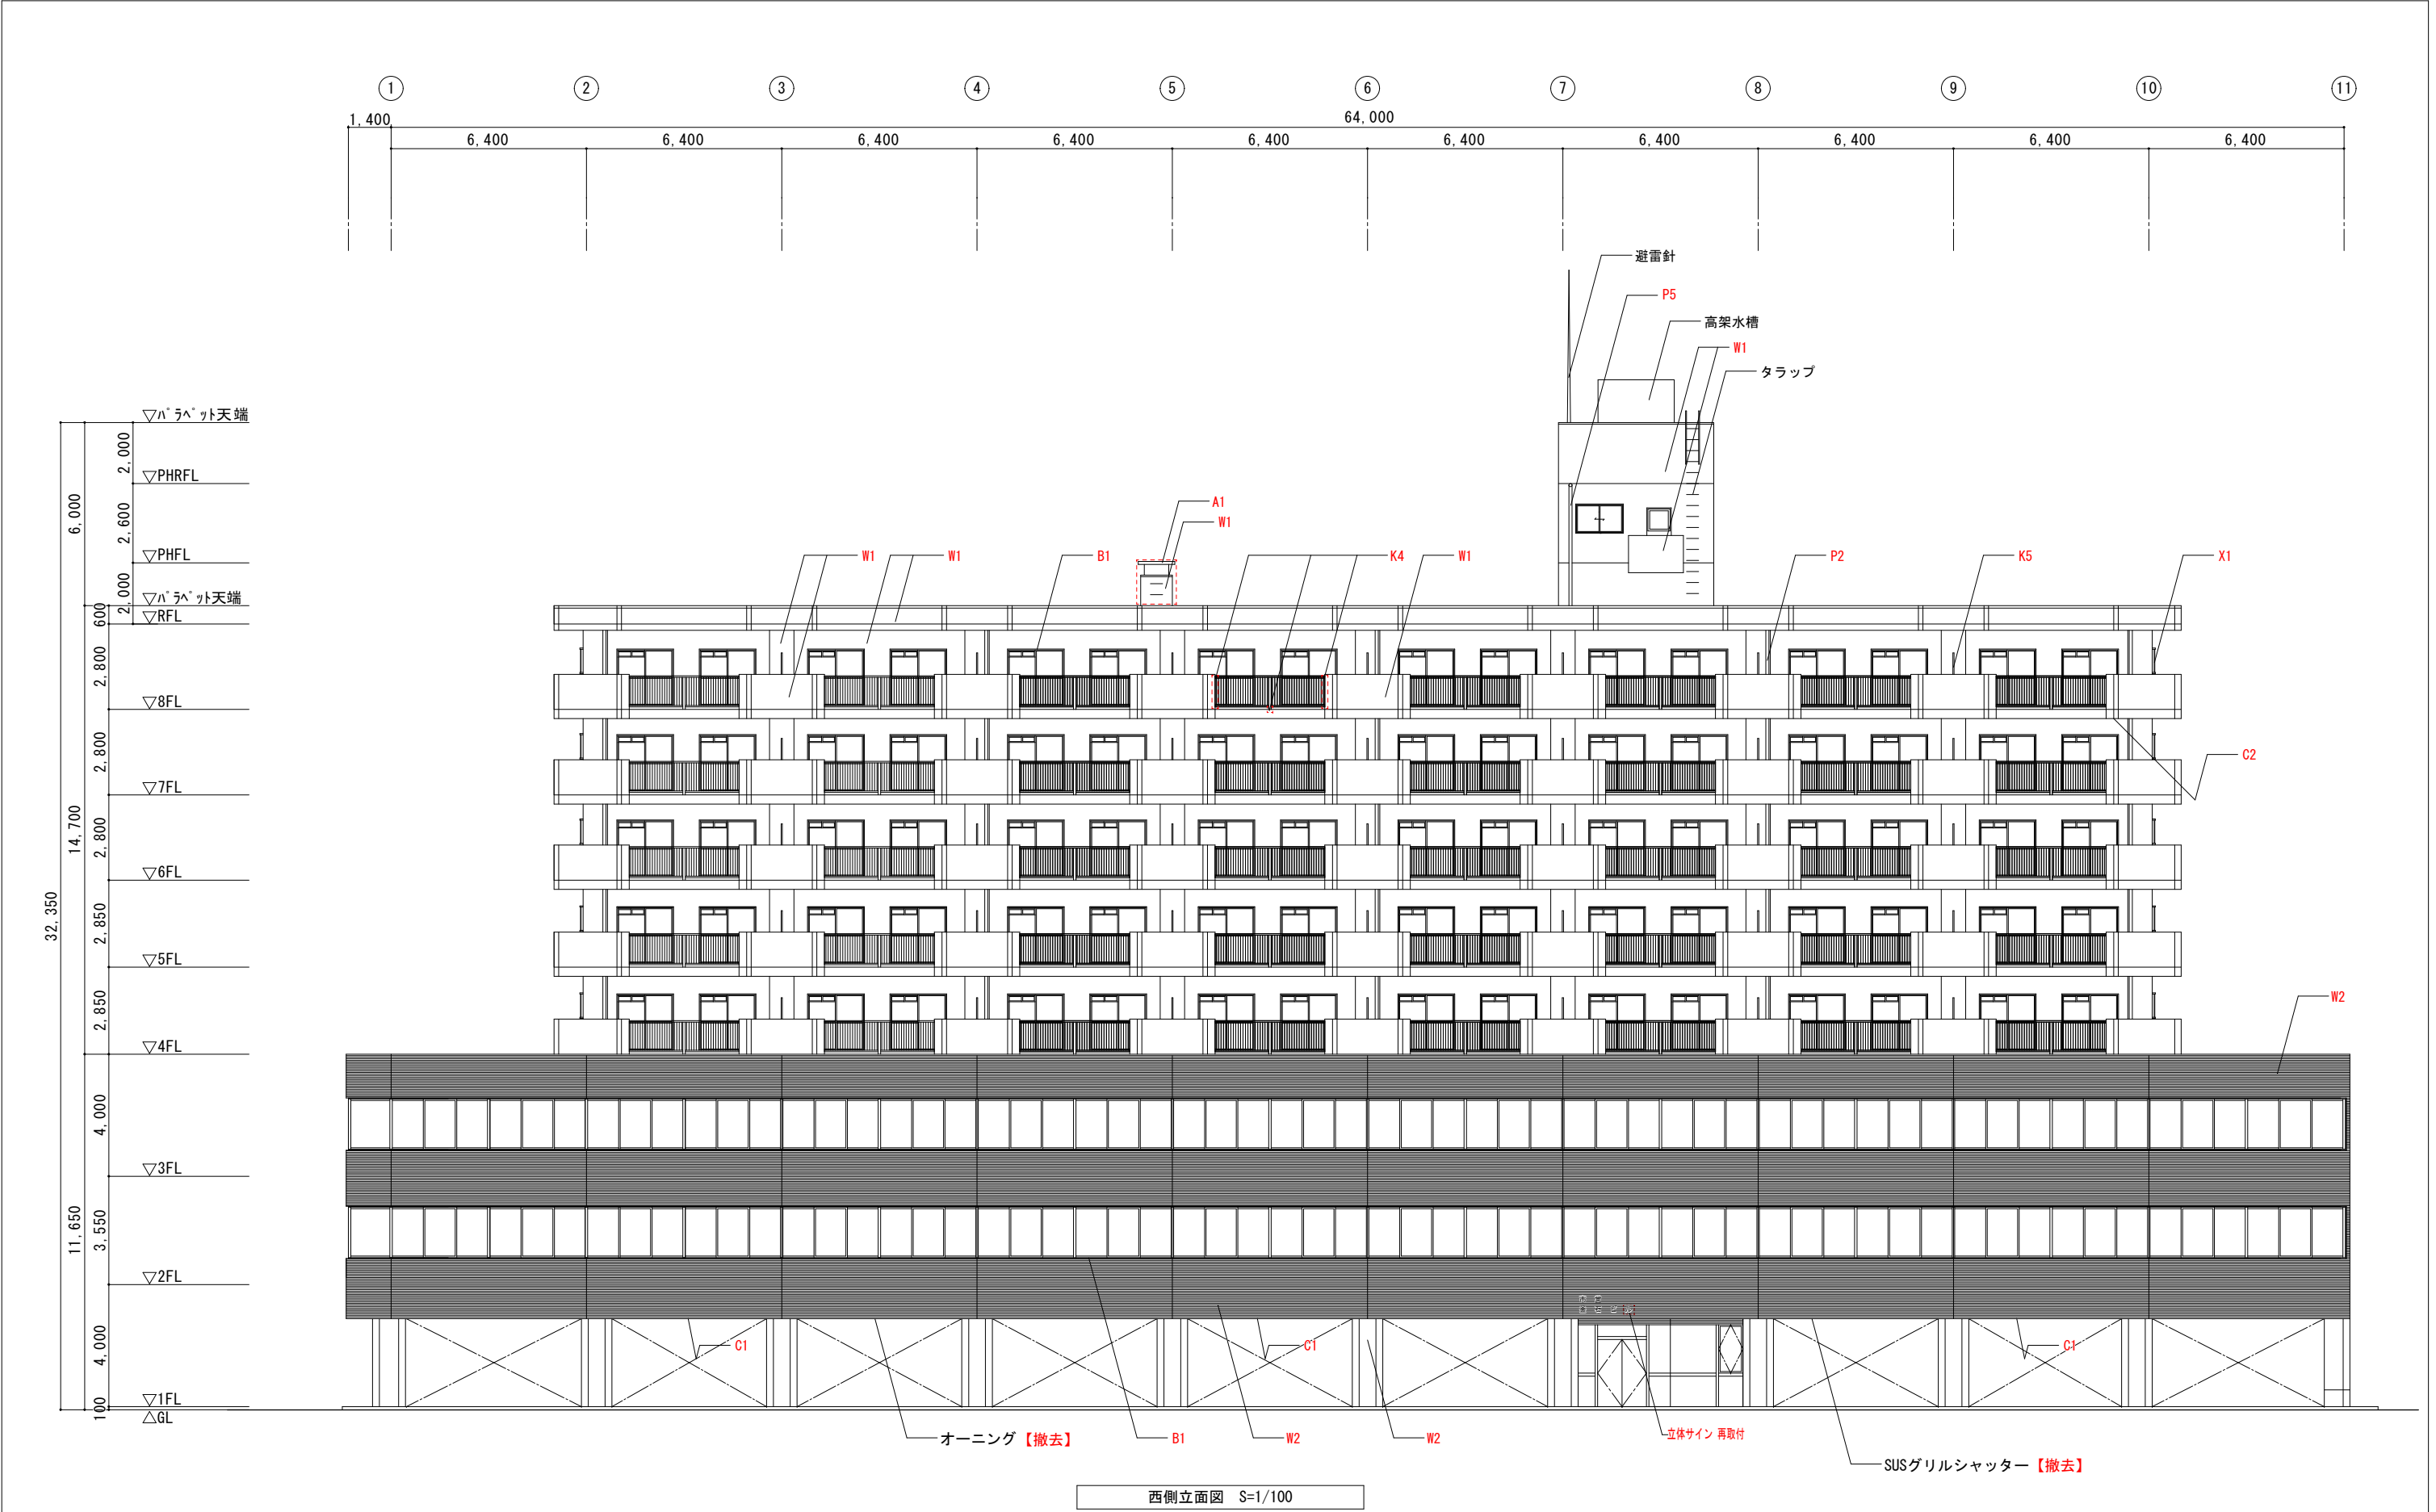 1 2 3 4 5 6 7 8 9 10 11
1,400 64,000
6,400 6,400 6,400 6,400 6,400 6,400 6,400 6,400 6,400 6,400
避雷針
P5
高架水槽
W1
タラップ
▽パラペット天端
2,000
▽PHRFL
6,000
2,600
▽PHFL
2,000
▽パラペット天端
600
▽RFL
A1
W1
W1 W1 B1 K4 W1 P2 K5 X1
2,800
▽8FL
C2
2,800
▽7FL
14,700
2,800
▽6FL
32,350
2,850
▽5FL
2,850
▽4FL
W2
4,000
▽3FL
11,650
3,550
▽2FL
4,000
C1 C1 C1
▽1FL
100
△GL
オーニング【撤去】 B1 W2 W2 立体サイン 再取付
SUSグリルシャッター【撤去】
西側立面図 S=1/100